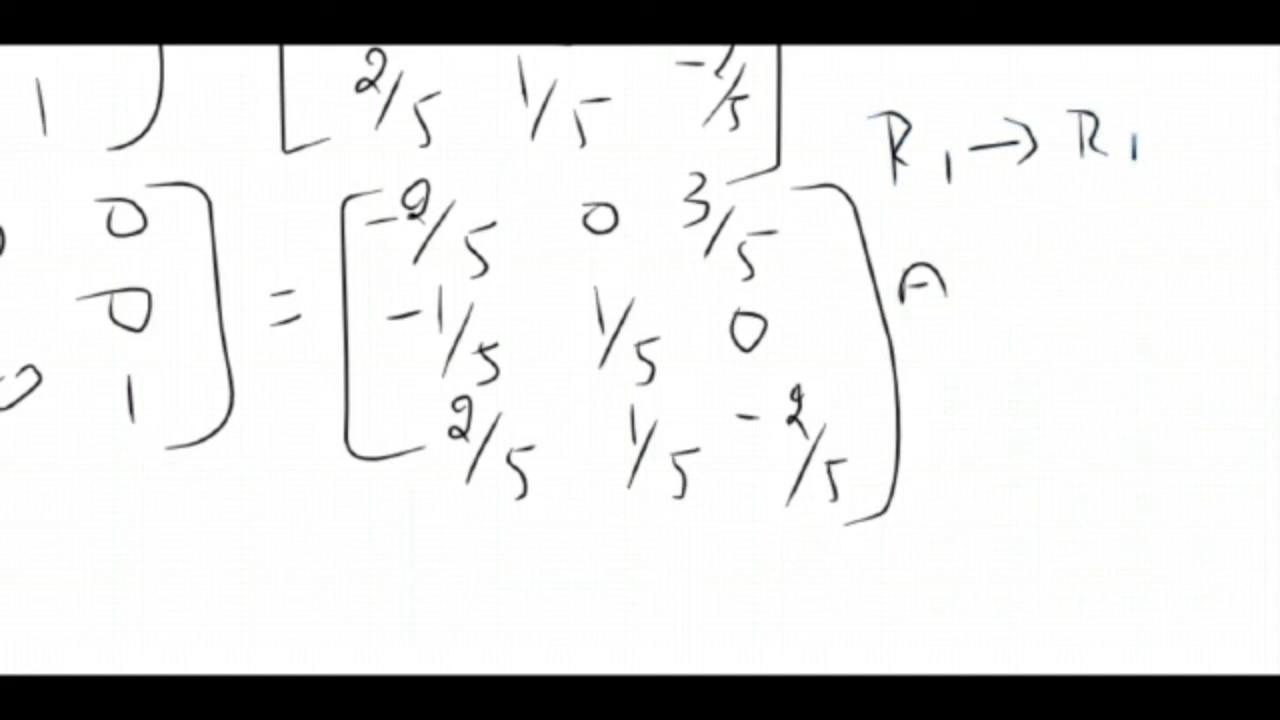 1 2/5 1/5 R₁ → R₁
0 -2/5 0 3/5
0 = -1/5 1/5 0 A
1 2/5 1/5 -2/5